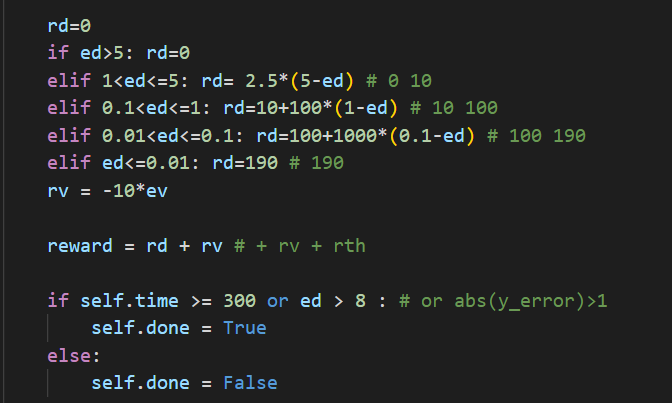 rd=0
if ed>5: rd=0
elif 1<ed<=5: rd= 2.5*(5-ed) # 0 10
elif 0.1<ed<=1: rd=10+100*(1-ed) # 10 100
elif 0.01<ed<=0.1: rd=100+1000*(0.1-ed) # 100 190
elif ed<=0.01: rd=190 # 190
rv = -10*ev
reward = rd + rv # + rv + rth
if self.time >= 300 or ed > 8 : # or abs(y_error)>1
    self.done = True
else:
    self.done = False